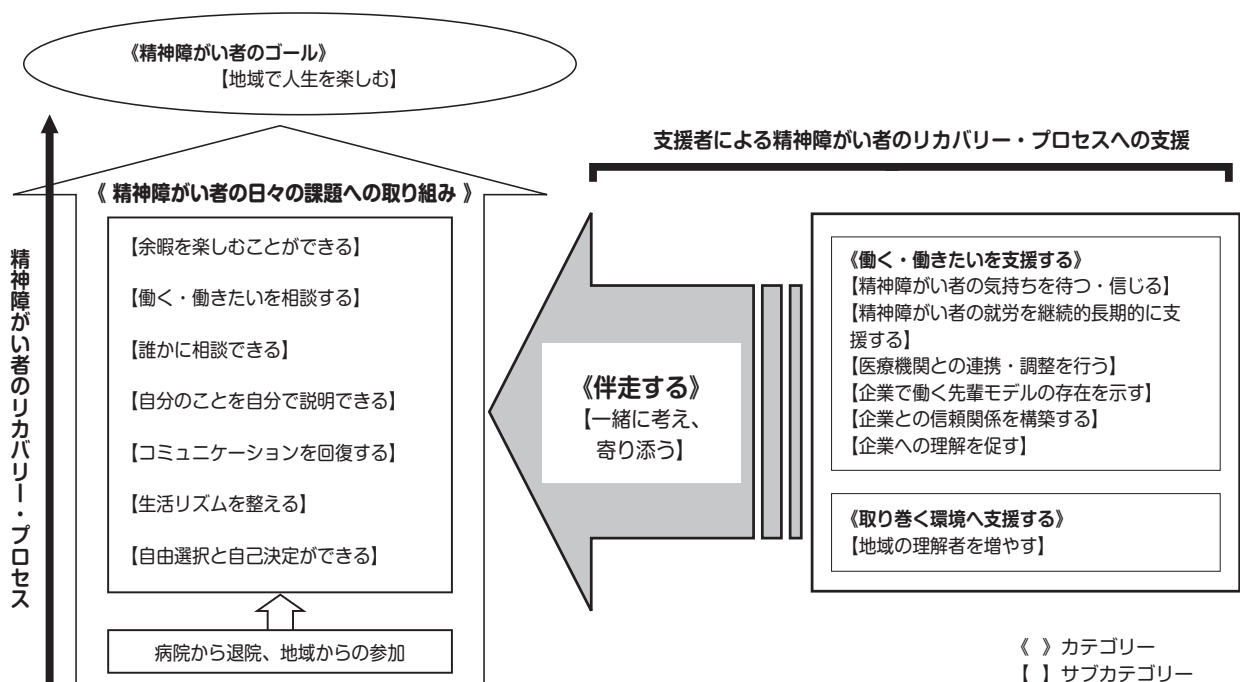 《精神障がい者のゴール》
【地域で人生を楽しむ】
精神障がい者のリカバリー・プロセス
《 精神障がい者の日々の課題への取り組み 》
【余暇を楽しむことができる】
【働く・働きたいを相談する】
【誰かに相談できる】
【自分のことを自分で説明できる】
【コミュニケーションを回復する】
【生活リズムを整える】
【自由選択と自己決定ができる】
病院から退院、地域からの参加
《伴走する》
【一緒に考え、
寄り添う】
支援者による精神障がい者のリカバリー・プロセスへの支援
《働く・働きたいを支援する》
【精神障がい者の気持ちを待つ・信じる】
【精神障がい者の就労を継続的長期的に支
援する】
【医療機関との連携・調整を行う】
【企業で働く先輩モデルの存在を示す】
【企業との信頼関係を構築する】
【企業への理解を促す】
《取り巻く環境へ支援する》
【地域の理解者を増やす】
《 》カテゴリー
【 】サブカテゴリー